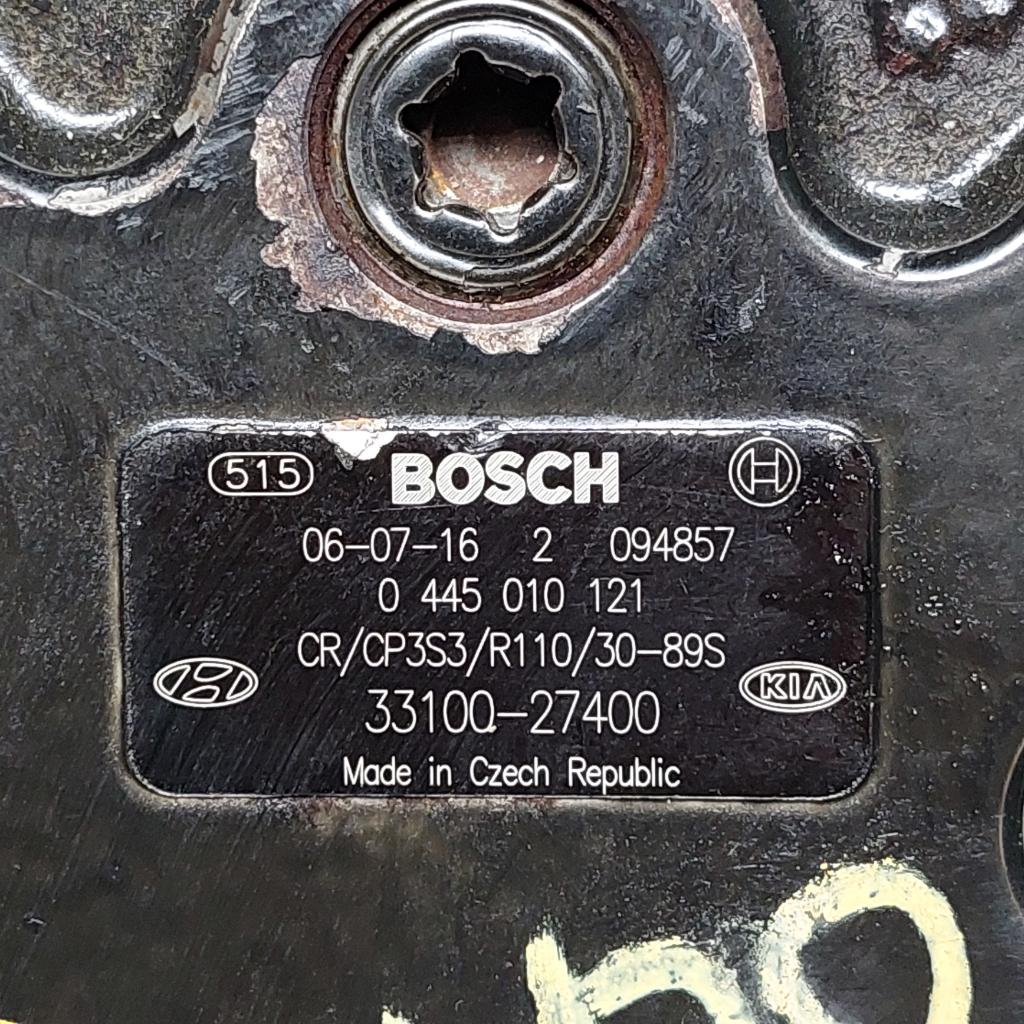 515 BOSCH
06-07-16 2 094857
0 445 010 121
CR/CP3S3/R110/30-89S
KIA
33100-27400
Made in Czech Republic